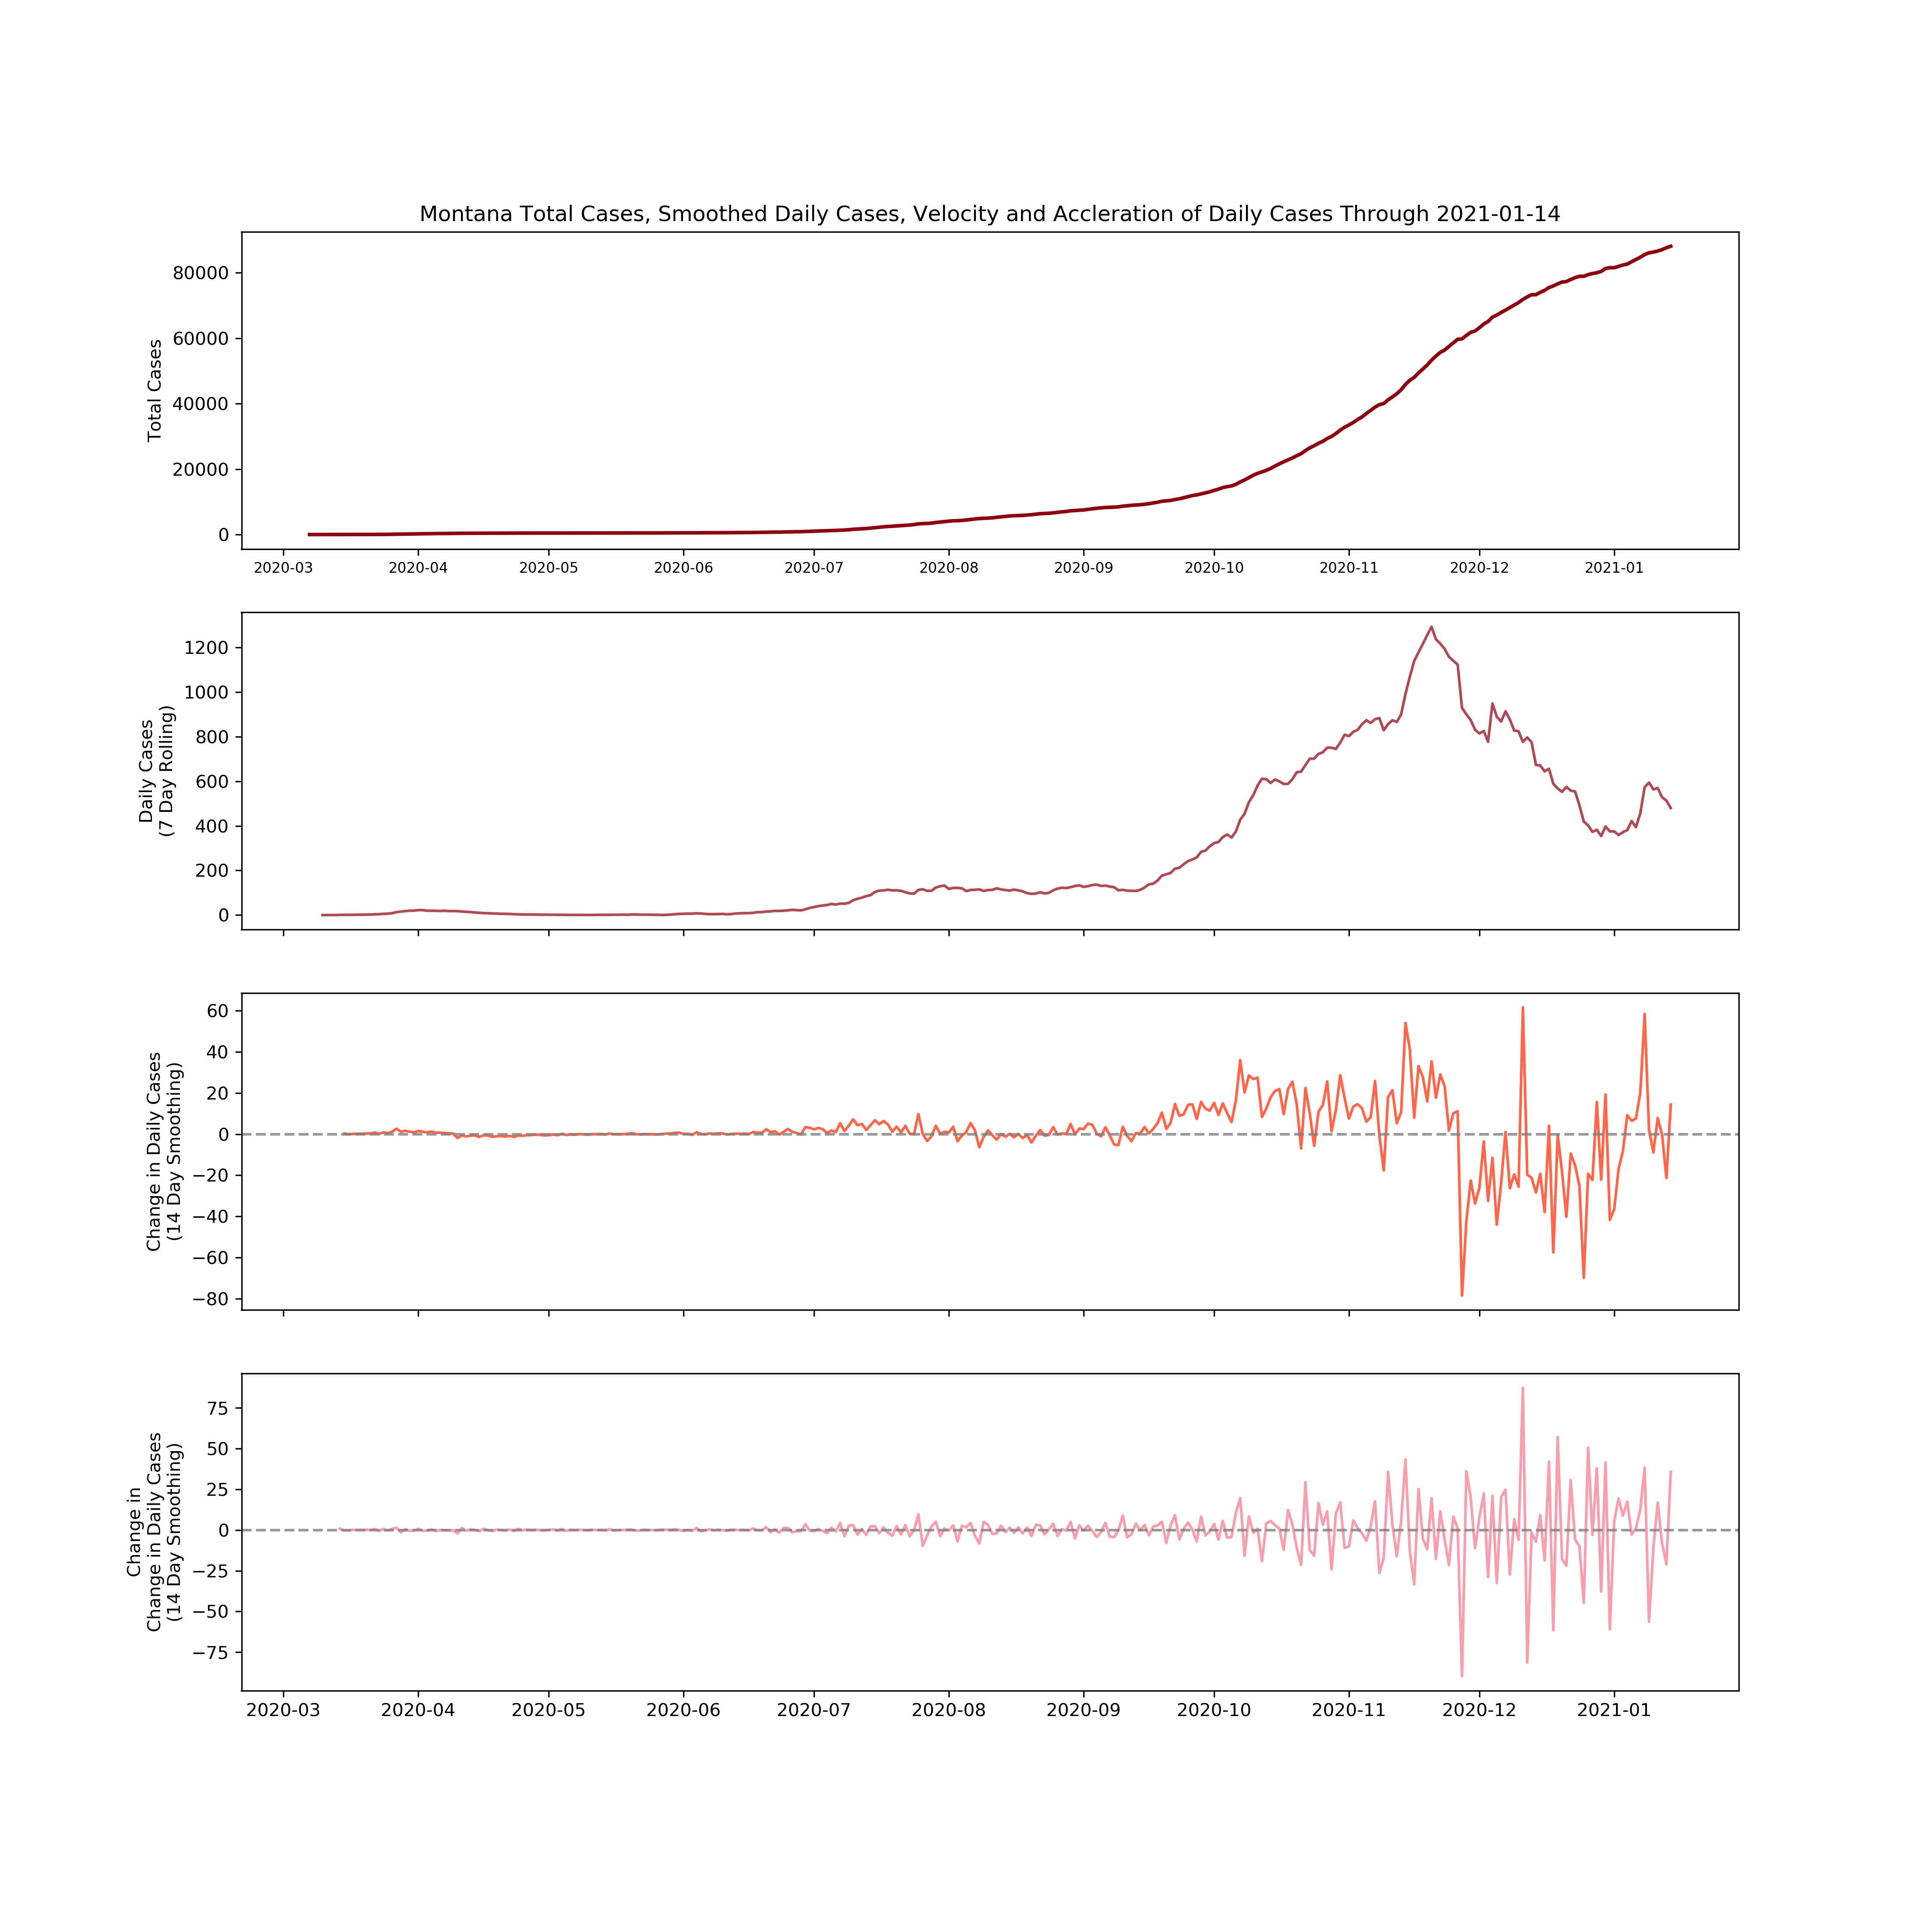 Montana Total Cases, Smoothed Daily Cases, Velocity and Accleration of Daily Cases Through 2021-01-14
Total Cases
80000
60000
40000
20000
0
2020-03 2020-04 2020-05 2020-06 2020-07 2020-08 2020-09 2020-10 2020-11 2020-12 2021-01
Daily Cases
(7 Day Rolling)
1200
1000
800
600
400
200
0
Change in Daily Cases
(14 Day Smoothing)
60
40
20
0
−20
−40
−60
−80
Change in
Change in Daily Cases
(14 Day Smoothing)
75
50
25
0
−25
−50
−75
2020-03 2020-04 2020-05 2020-06 2020-07 2020-08 2020-09 2020-10 2020-11 2020-12 2021-01